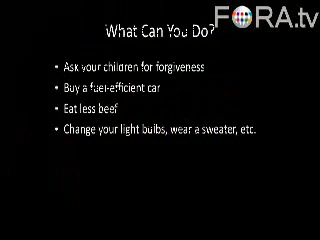 FORA.tv
What Can You Do?
• Ask your children for forgiveness
• Buy a fuel-efficient car
• Eat less beef
• Change your light bulbs, wear a sweater, etc.